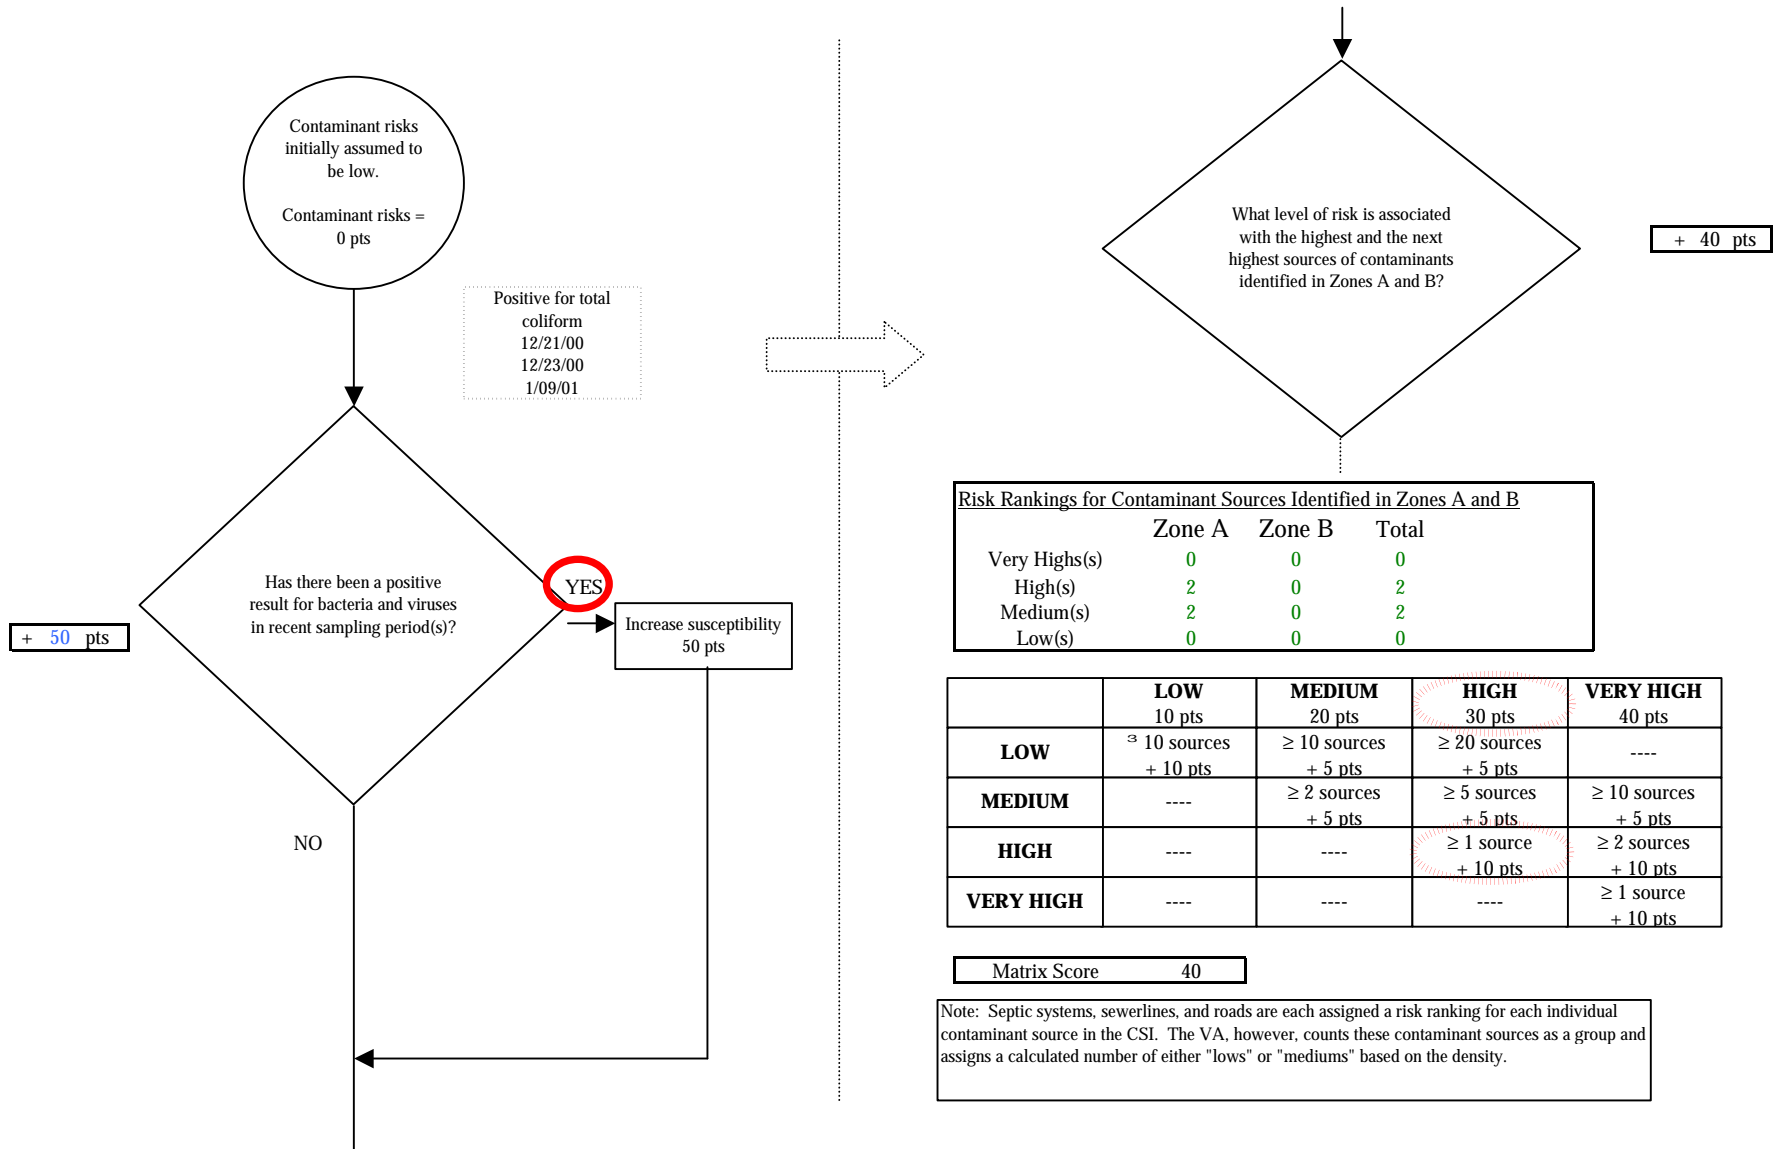 Contaminant risks
initially assumed to
be low.
Contaminant risks =
0 pts
Positive for total
coliform
12/21/00
12/23/00
1/09/01
Has there been a positive
result for bacteria and viruses
in recent sampling period(s)?
YES
+ 50 pts
Increase susceptibility
50 pts
NO
What level of risk is associated
with the highest and the next
highest sources of contaminants
identified in Zones A and B?
+ 40 pts
Risk Rankings for Contaminant Sources Identified in Zones A and B
Zone A Zone B Total
Very Highs(s) 0 0 0
High(s) 2 0 2
Medium(s) 2 0 2
Low(s) 0 0 0
LOW MEDIUM HIGH VERY HIGH
10 pts 20 pts 30 pts 40 pts
LOW ³ 10 sources ≥ 10 sources ≥ 20 sources ----
+ 10 pts + 5 pts + 5 pts
MEDIUM ---- ≥ 2 sources ≥ 5 sources ≥ 10 sources
+ 5 pts + 5 pts + 5 pts
HIGH ---- ---- ≥ 1 source ≥ 2 sources
+ 10 pts + 10 pts
VERY HIGH ---- ---- ---- ≥ 1 source
+ 10 pts
Matrix Score 40
Note: Septic systems, sewerlines, and roads are each assigned a risk ranking for each individual
contaminant source in the CSI. The VA, however, counts these contaminant sources as a group and
assigns a calculated number of either "lows" or "mediums" based on the density.